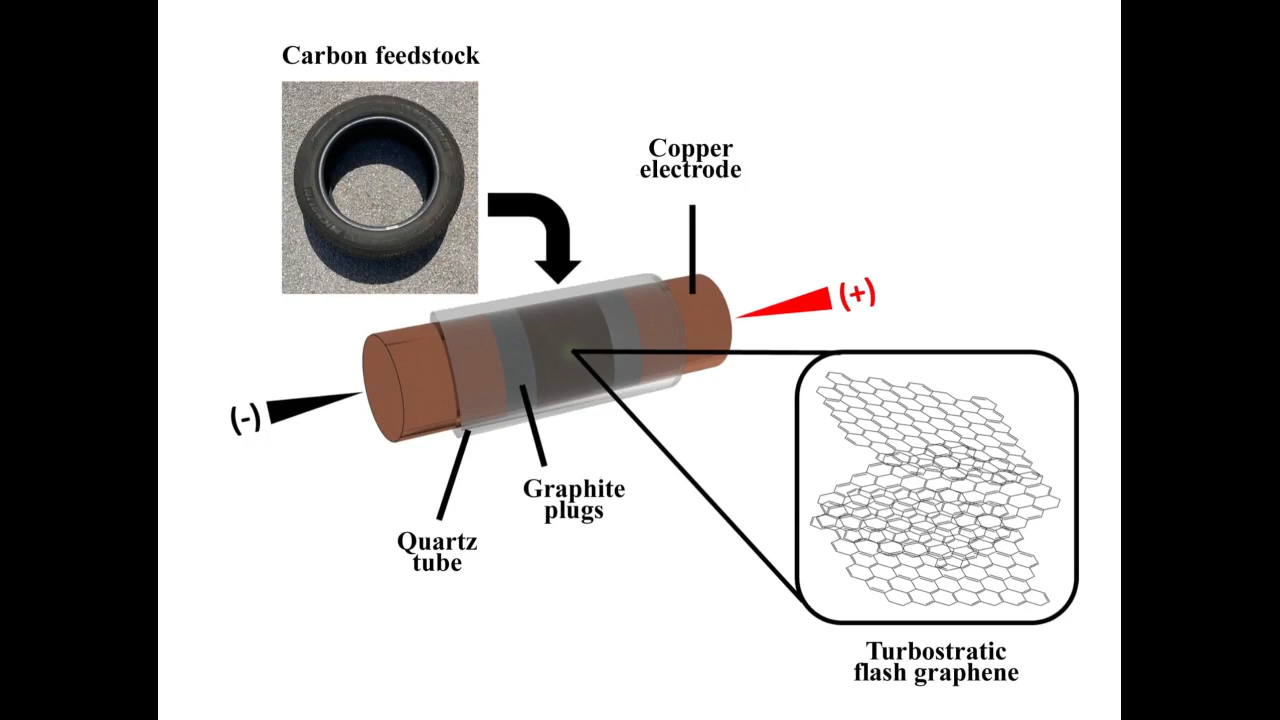 Carbon feedstock
Copper
electrode
(+)
(-)
Graphite
plugs
Quartz
tube
Turbostratic
flash graphene